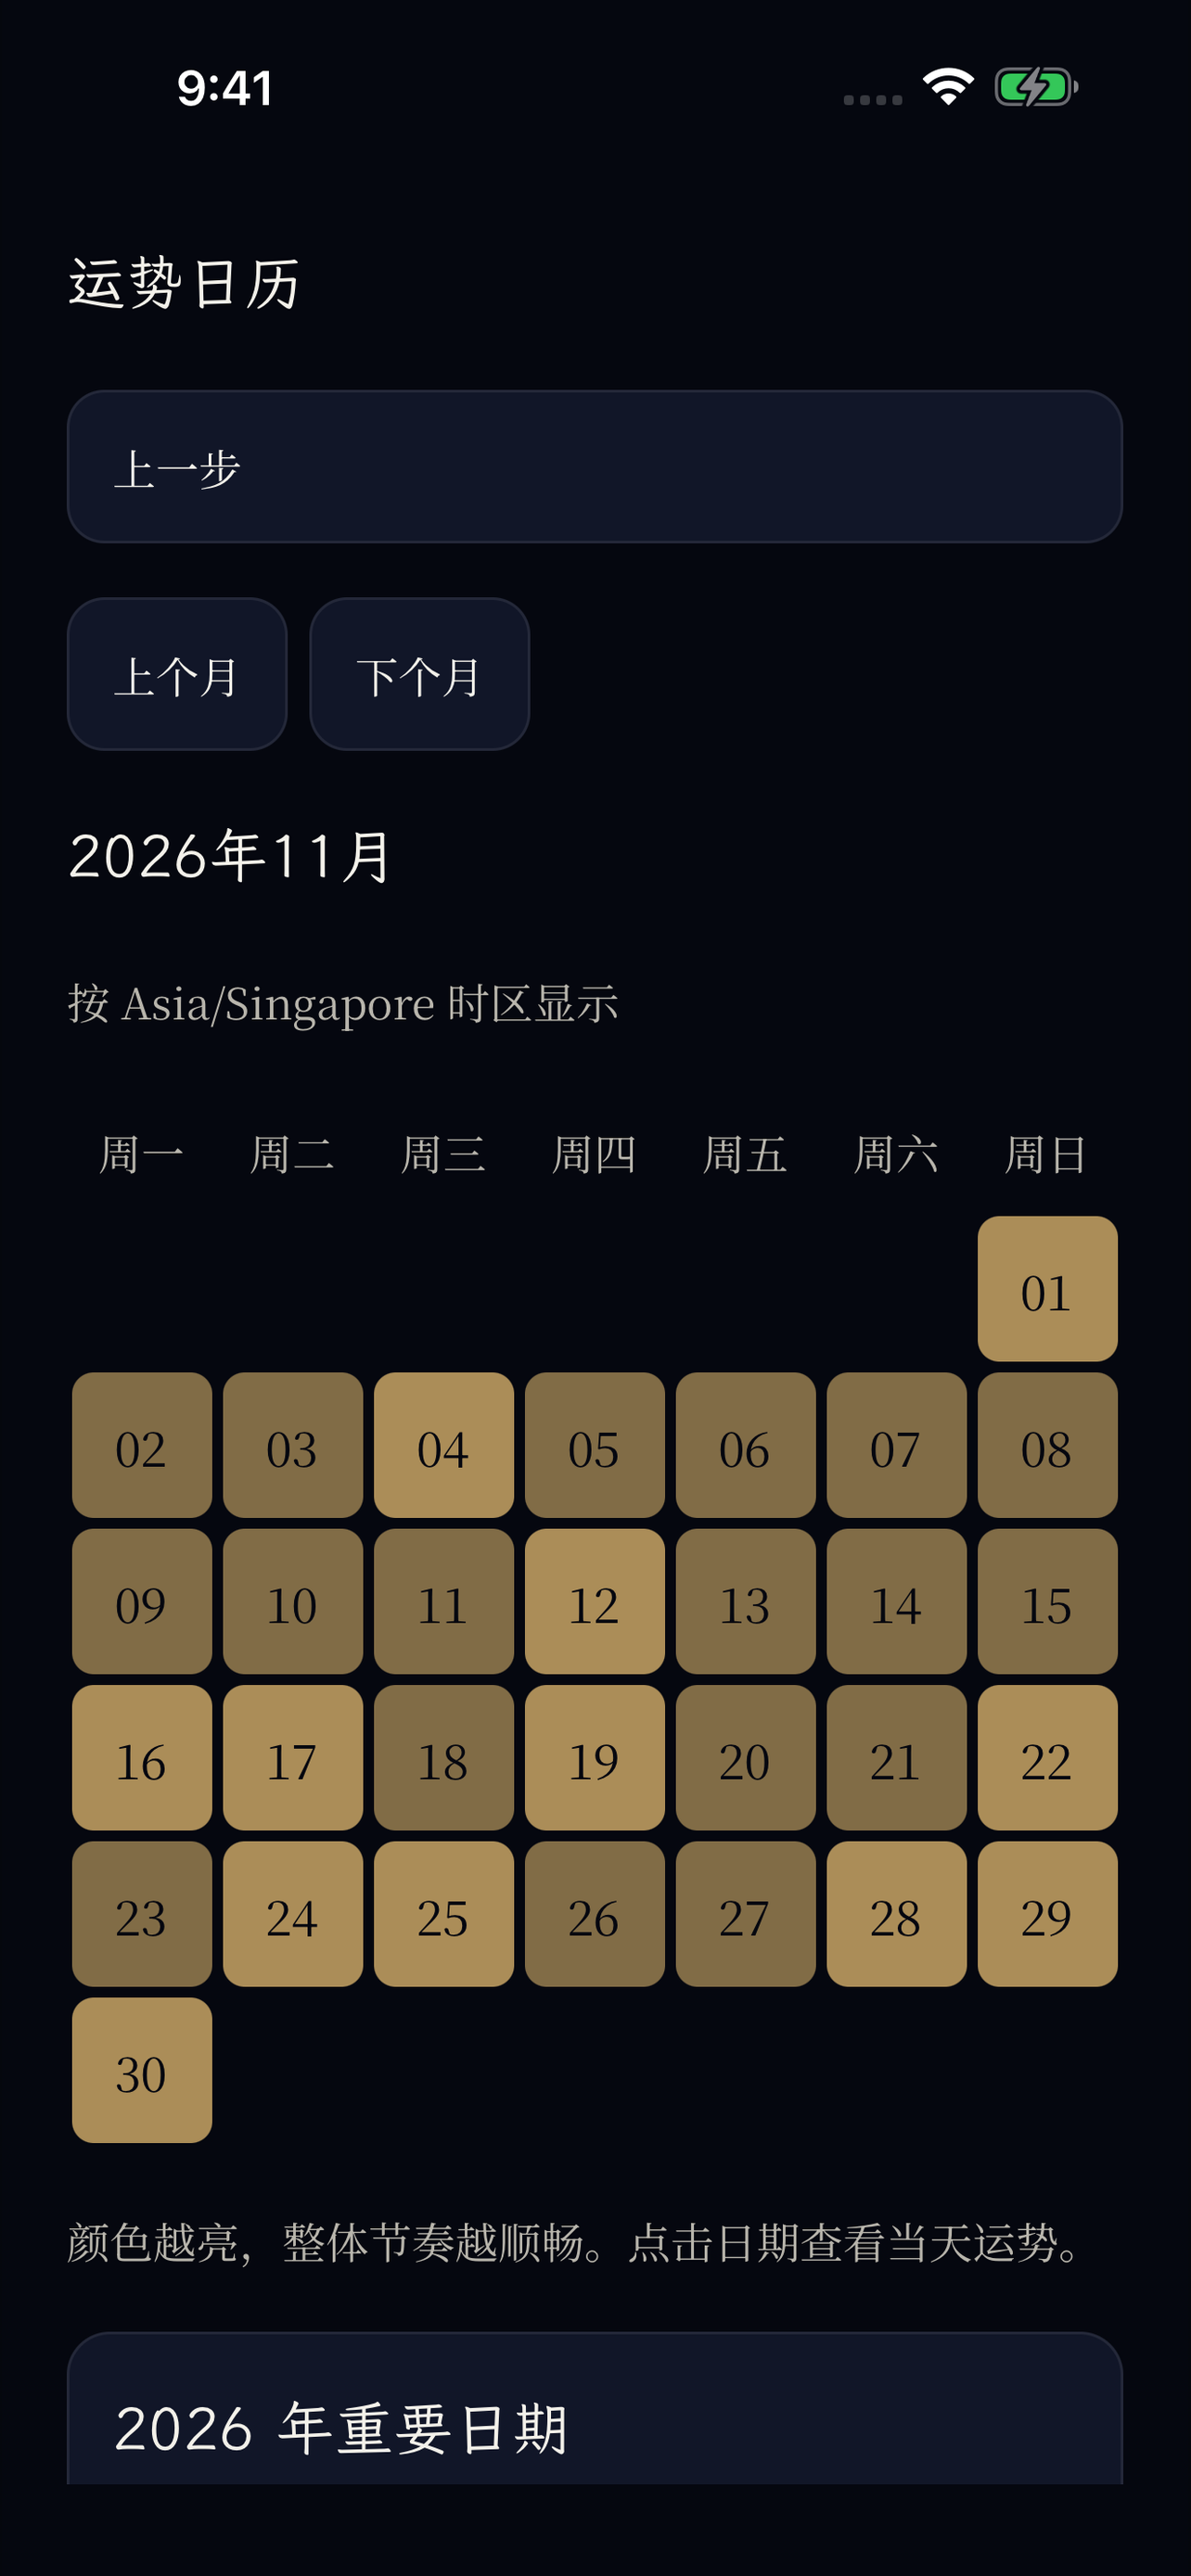 9:41
运势日历
上一步
上个月 下个月
2026年11月
按 Asia/Singapore 时区显示
周一 周二 周三 周四 周五 周六 周日
01
02 03 04 05 06 07 08
09 10 11 12 13 14 15
16 17 18 19 20 21 22
23 24 25 26 27 28 29
30
颜色越亮，整体节奏越顺畅。点击日期查看当天运势。
2026 年重要日期